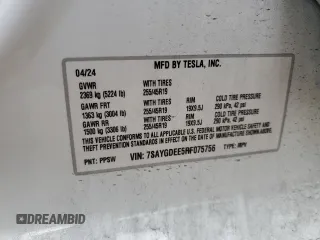 MFD BY TESLA, INC.
04/24
GVWR
2369 kg (5224 lb)
WITH TIRES
255/45R19
RIM
19X9.5J
COLD TIRE PRESSURE
290 kPa, 42 psi
GAWR FRT
1363 kg (3004 lb)
WITH TIRES
255/45R19
RIM
19X9.5J
COLD TIRE PRESSURE
290 kPa, 42 psi
GAWR RR
1500 kg (3306 lb)
THIS VEHICLE CONFORMS TO ALL APPLICABLE FEDERAL MOTOR VEHICLE SAFETY AND
THEFT PREVENTION STANDARDS IN EFFECT ON THE DATE OF MANUFACTURE SHOWN ABOVE.
PNT: PPSW
VIN: 7SAYGDEE5RF075756
TYPE: MPV
DREAMBID